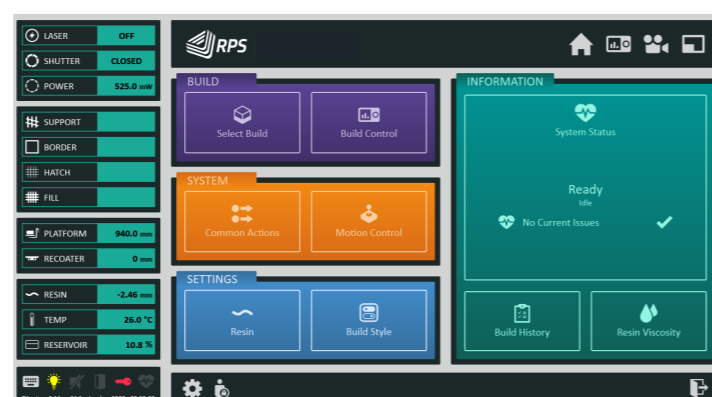 LASER OFF
SHUTTER CLOSED
POWER 525.0 mW
SUPPORT
BORDER
HATCH
FILL
PLATFORM 940.0 mm
RECOATER 0 mm
RESIN -2.46 mm
TEMP 26.0 °C
RESERVOIR 10.8 %
RPS
BUILD
Select Build
Build Control
SYSTEM
Common Actions
Motion Control
SETTINGS
Resin
Build Style
INFORMATION
System Status
Ready
Idle
No Current Issues
Build History
Resin Viscosity